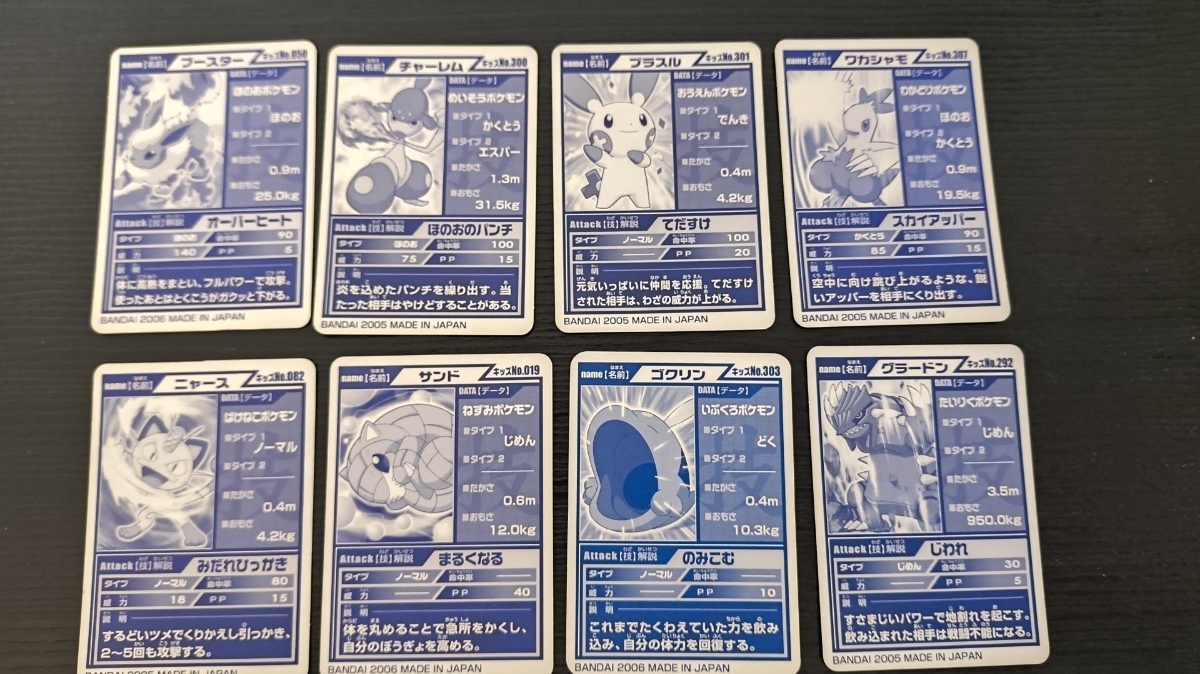 name【名前】 ブースター キッズNo.050
DATA【データ】
ほのおポケモン
タイプ 1
ほのお
タイプ 2
たかさ
0.9m
おもさ
25.0kg
Attack【技】解説 オーバーヒート
タイプ ほのお 命中率 90
威力 140 PP 5
説明
体に高熱をまとい、フルパワーで攻撃。
使ったあとはとくこうがガクッと下がる。
BANDAI 2006 MADE IN JAPAN
name【名前】 チャーレム キッズNo.300
DATA【データ】
めいそうポケモン
タイプ 1
かくとう
タイプ 2
エスパー
たかさ
1.3m
おもさ
31.5kg
Attack【技】解説 ほのおのパンチ
タイプ ほのお 命中率 100
威力 75 PP 15
説明
炎を込めたパンチを繰り出す。当
たった相手はやけどすることがある。
BANDAI 2005 MADE IN JAPAN
name【名前】 プラスル キッズNo.301
DATA【データ】
おうえんポケモン
タイプ 1
でんき
タイプ 2
たかさ
0.4m
おもさ
4.2kg
Attack【技】解説 てだすけ
タイプ ノーマル 命中率 100
威力 PP 20
説明
元気いっぱいに仲間を応援。てだすけ
された相手は、わざの威力が上がる。
BANDAI 2005 MADE IN JAPAN
name【名前】 ワカシャモ キッズNo.307
DATA【データ】
わかどりポケモン
タイプ 1
ほのお
タイプ 2
かくとう
たかさ
0.9m
おもさ
19.5kg
Attack【技】解説 スカイアッパー
タイプ かくとう 命中率 90
威力 85 PP 15
説明
空中に向け跳び上がるような、鋭
いアッパーを相手にくり出す。
BANDAI 2005 MADE IN JAPAN
name【名前】 ニャース キッズNo.082
DATA【データ】
ばけねこポケモン
タイプ 1
ノーマル
タイプ 2
たかさ
0.4m
おもさ
4.2kg
Attack【技】解説 みだれひっかき
タイプ ノーマル 命中率 80
威力 18 PP 15
説明
するどいツメでくりかえし引っかき、
2〜5回も攻撃する。
BANDAI 2005 MADE IN JAPAN
name【名前】 サンド キッズNo.019
DATA【データ】
ねずみポケモン
タイプ 1
じめん
タイプ 2
たかさ
0.6m
おもさ
12.0kg
Attack【技】解説 まるくなる
タイプ ノーマル 命中率
威力 PP 40
説明
体を丸めることで急所をかくし、
自分のぼうぎょを高める。
BANDAI 2006 MADE IN JAPAN
name【名前】 ゴクリン キッズNo.303
DATA【データ】
いぶくろポケモン
タイプ 1
どく
タイプ 2
たかさ
0.4m
おもさ
10.3kg
Attack【技】解説 のみこむ
タイプ ノーマル 命中率
威力 PP 10
説明
これまでたくわえていた力を飲み
込み、自分の体力を回復する。
BANDAI 2006 MADE IN JAPAN
name【名前】 グラードン キッズNo.292
DATA【データ】
たいりくポケモン
タイプ 1
じめん
タイプ 2
たかさ
3.5m
おもさ
950.0kg
Attack【技】解説 じわれ
タイプ じめん 命中率 30
威力 PP 5
説明
すさまじいパワーで地割れを起こす。
飲み込まれた相手は戦闘不能になる。
BANDAI 2005 MADE IN JAPAN